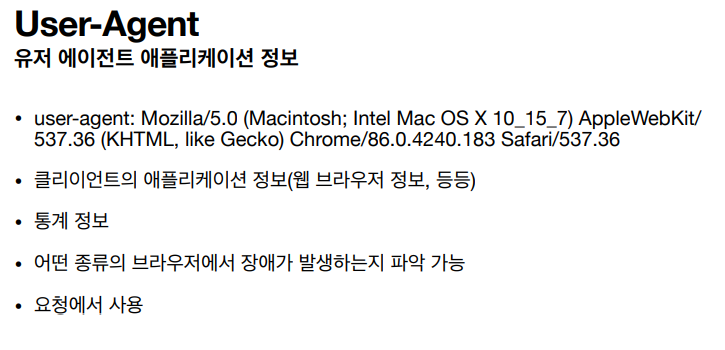 User-Agent
유저 에이전트 애플리케이션 정보
• user-agent: Mozilla/5.0 (Macintosh; Intel Mac OS X 10_15_7) AppleWebKit/
537.36 (KHTML, like Gecko) Chrome/86.0.4240.183 Safari/537.36
• 클리이언트의 애플리케이션 정보(웹 브라우저 정보, 등등)
• 통계 정보
• 어떤 종류의 브라우저에서 장애가 발생하는지 파악 가능
• 요청에서 사용